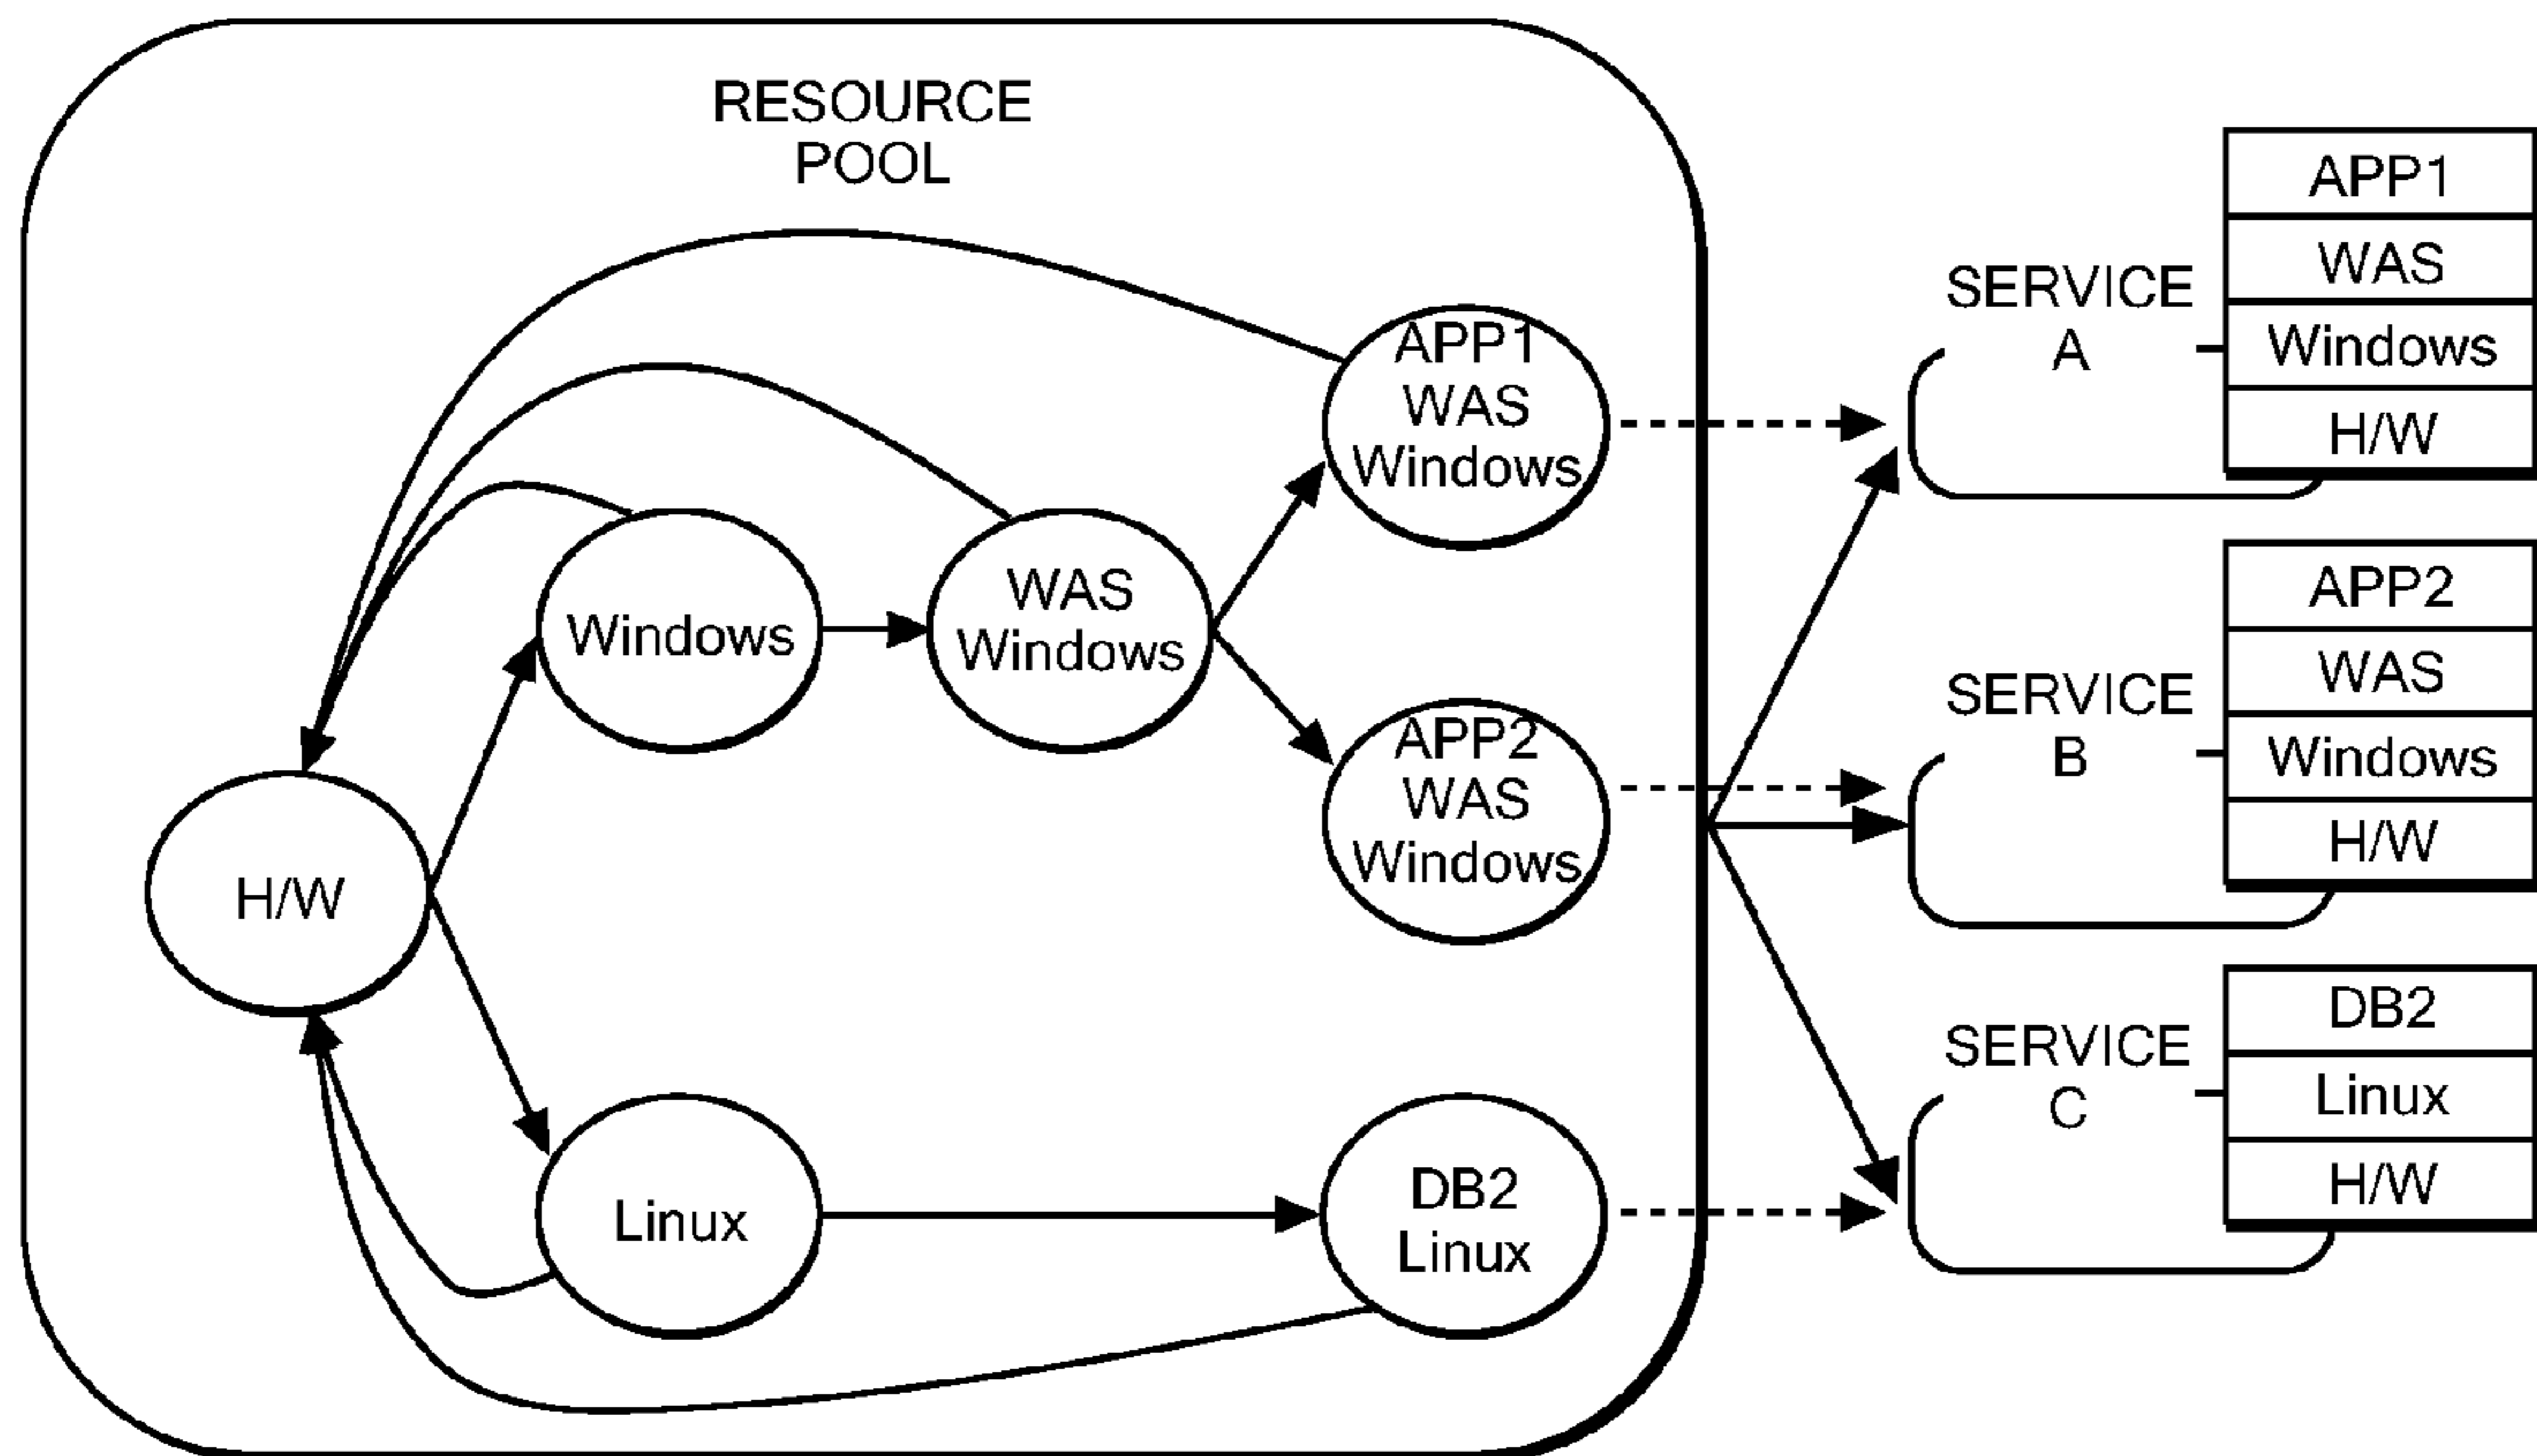 RESOURCE
POOL
APP1
WAS
Windows
WAS
Windows
Windows
APP2
WAS
Windows
H/W
Linux
DB2
Linux
SERVICE
A
APP1
WAS
Windows
H/W
SERVICE
B
APP2
WAS
Windows
H/W
SERVICE
C
DB2
Linux
H/W